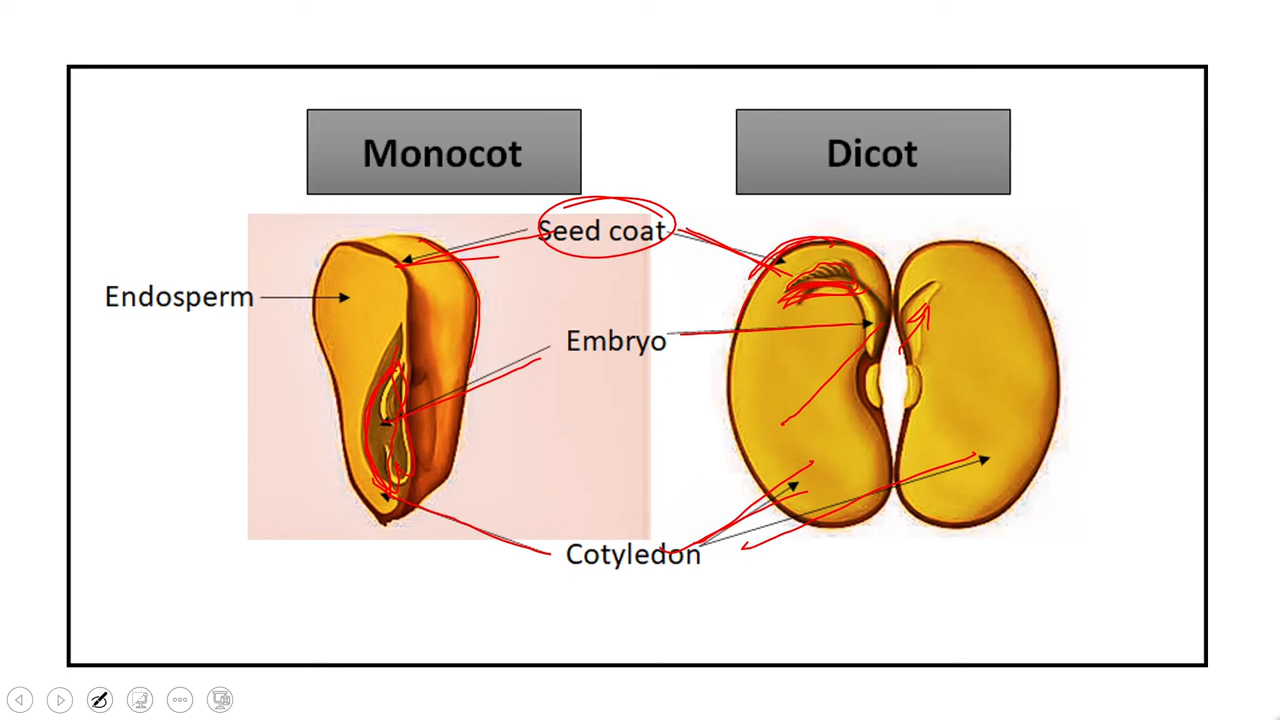 Monocot
Dicot
Seed coat
Endosperm
Embryo
Cotyledon